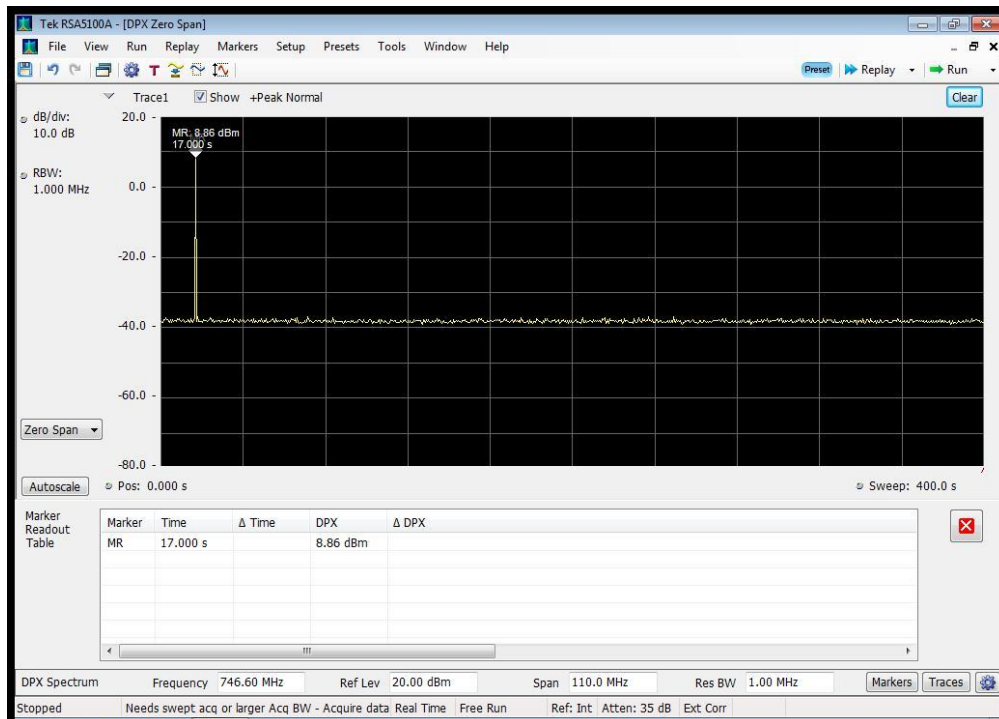 Tek RSA5100A - [DPX Zero Span]
File View Run Replay Markers Setup Presets Tools Window Help
T Preset Replay Run
Trace1 Show +Peak Normal Clear
dB/div:
10.0 dB
RBW:
1.000 MHz
20.0
MR: 8.86 dBm
17.000 s
0.0
-20.0
-40.0
-60.0
-80.0
Zero Span
Autoscale Pos: 0.000 s Sweep: 400.0 s
Marker
Readout
Table
Marker Time Δ Time DPX Δ DPX
MR 17.000 s 8.86 dBm
DPX Spectrum Frequency 746.60 MHz Ref Lev 20.00 dBm Span 110.0 MHz Res BW 1.00 MHz Markers Traces
Stopped Needs swept acq or larger Acq BW - Acquire data Real Time Free Run Ref: Int Atten: 35 dB Ext Corr